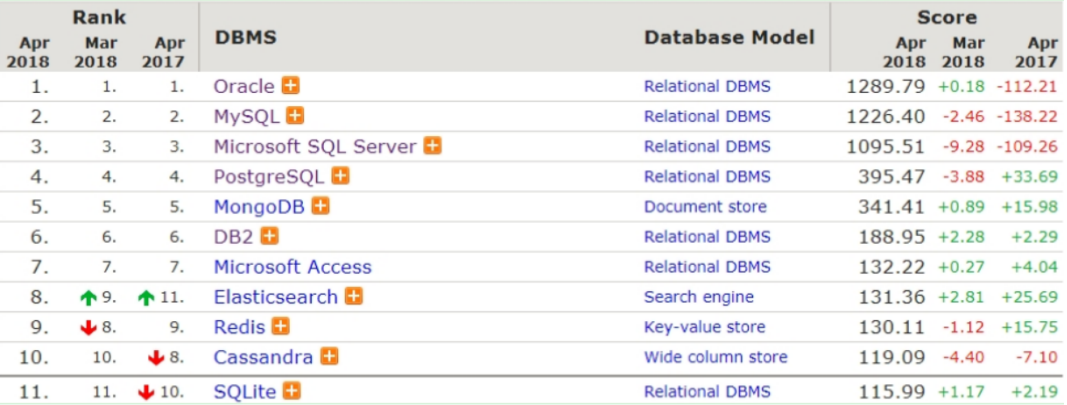 Rank Score
Apr 2018 Mar 2018 Apr 2017 DBMS Database Model Apr 2018 Mar 2018 Apr 2017
1. 1. 1. Oracle + Relational DBMS 1289.79 +0.18 -112.21
2. 2. 2. MySQL + Relational DBMS 1226.40 -2.46 -138.22
3. 3. 3. Microsoft SQL Server + Relational DBMS 1095.51 -9.28 -109.26
4. 4. 4. PostgreSQL + Relational DBMS 395.47 -3.88 +33.69
5. 5. 5. MongoDB + Document store 341.41 +0.89 +15.98
6. 6. 6. DB2 + Relational DBMS 188.95 +2.28 +2.29
7. 7. 7. Microsoft Access Relational DBMS 132.22 +0.27 +4.04
8. 9. 11. Elasticsearch + Search engine 131.36 +2.81 +25.69
9. 8. 9. Redis + Key-value store 130.11 -1.12 +15.75
10. 10. 8. Cassandra + Wide column store 119.09 -4.40 -7.10
11. 11. 10. SQLite + Relational DBMS 115.99 +1.17 +2.19